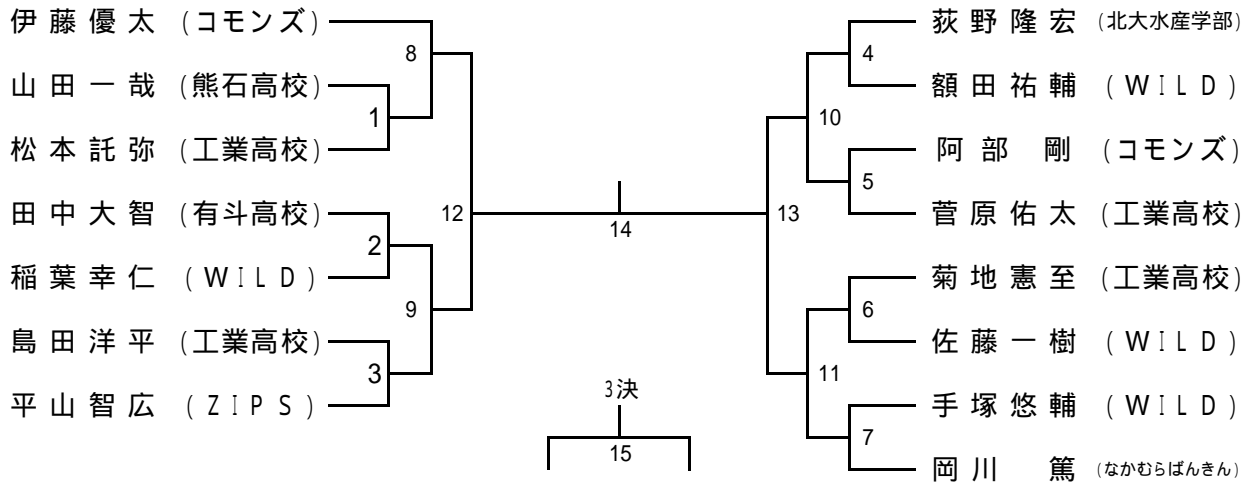 伊藤優太 (コモンズ)
山田一哉 (熊石高校)
松本託弥 (工業高校)
田中大智 (有斗高校)
稲葉幸仁 (WILD)
島田洋平 (工業高校)
平山智広 (ZIPS)
8
1
2
9
3
12
14
3決
15
13
10
4
5
11
6
7
荻野隆宏 (北大水産学部)
額田祐輔 (WILD)
阿部 剛 (コモンズ)
菅原佑太 (工業高校)
菊地憲至 (工業高校)
佐藤一樹 (WILD)
手塚悠輔 (WILD)
岡川 篤 (なかむらばんきん)